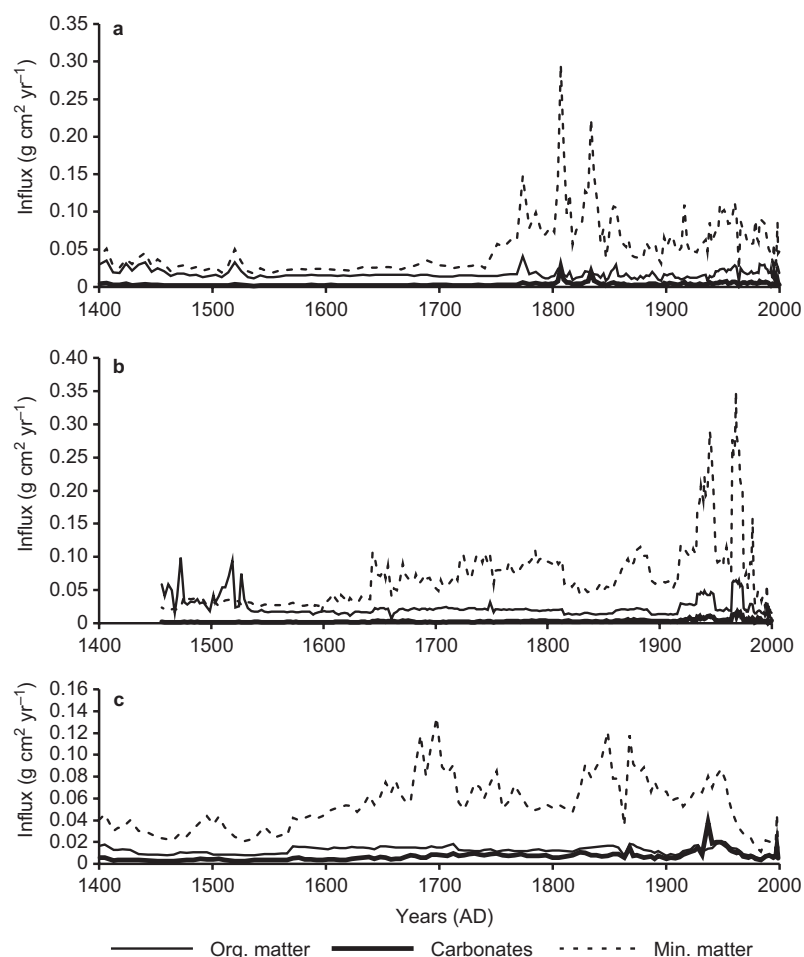 a
Influx (g cm² yr⁻¹)
0.35
0.30
0.25
0.20
0.15
0.10
0.05
0
1400 1500 1600 1700 1800 1900 2000
b
Influx (g cm² yr⁻¹)
0.40
0.35
0.30
0.25
0.20
0.15
0.10
0.05
0
1400 1500 1600 1700 1800 1900 2000
c
Influx (g cm² yr⁻¹)
0.16
0.14
0.12
0.10
0.08
0.06
0.04
0.02
0
1400 1500 1600 1700 1800 1900 2000
Years (AD)
Org. matter Carbonates Min. matter